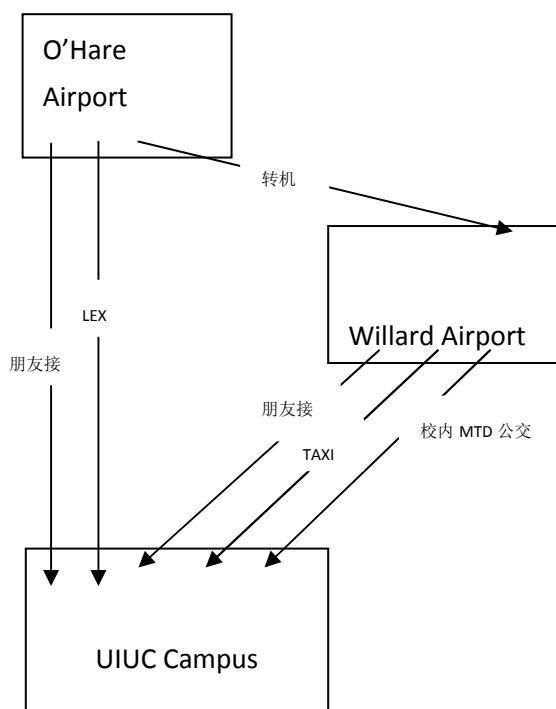 O’Hare
Airport
转机
LEX
Willard Airport
朋友接
朋友接
校内 MTD 公交
TAXI
UIUC Campus